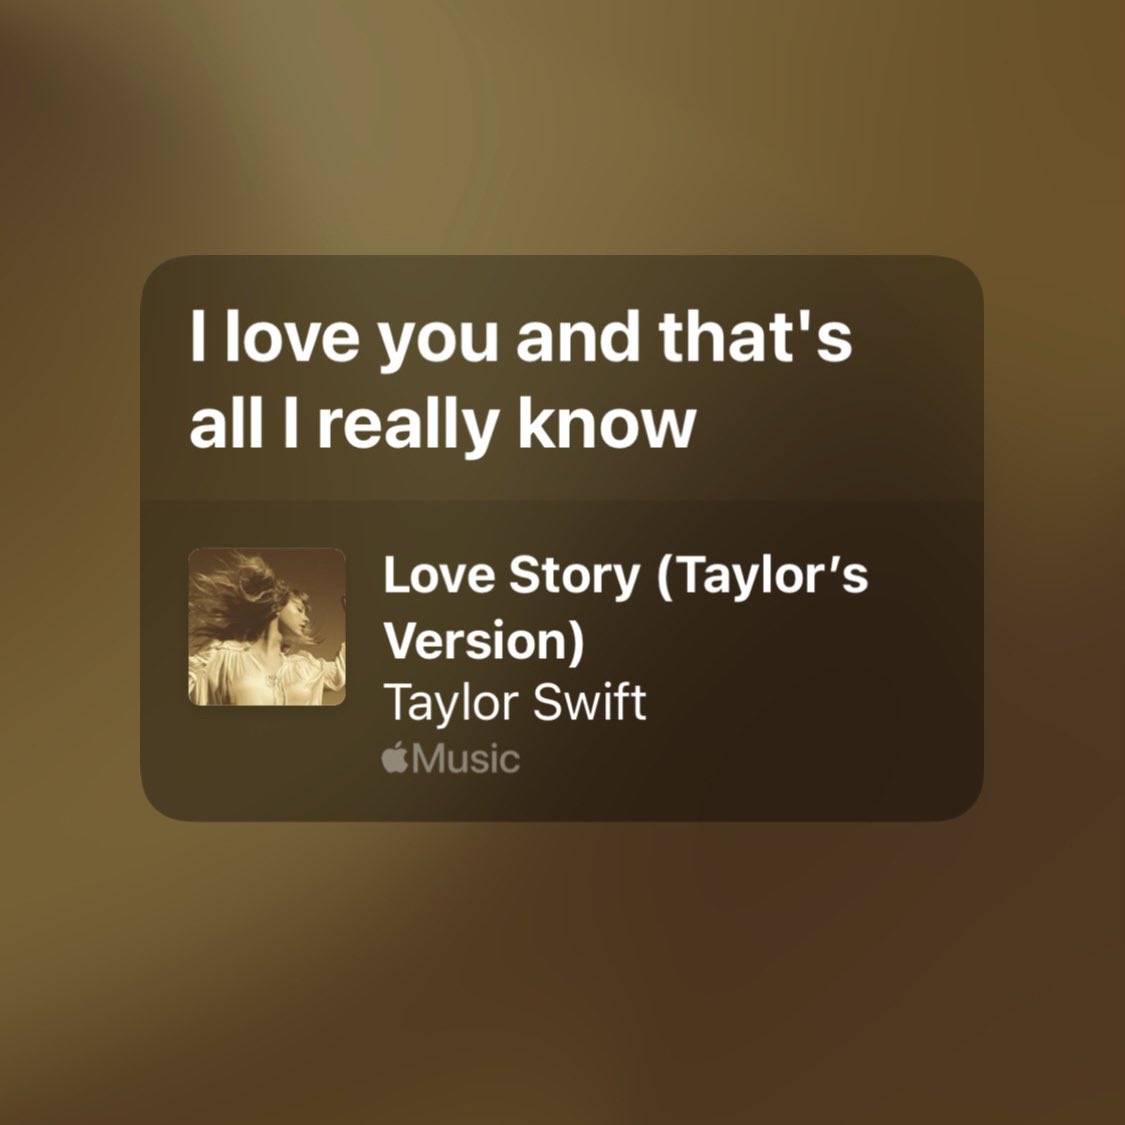 I love you and that's
all I really know
Love Story (Taylor’s
Version)
Taylor Swift
Music